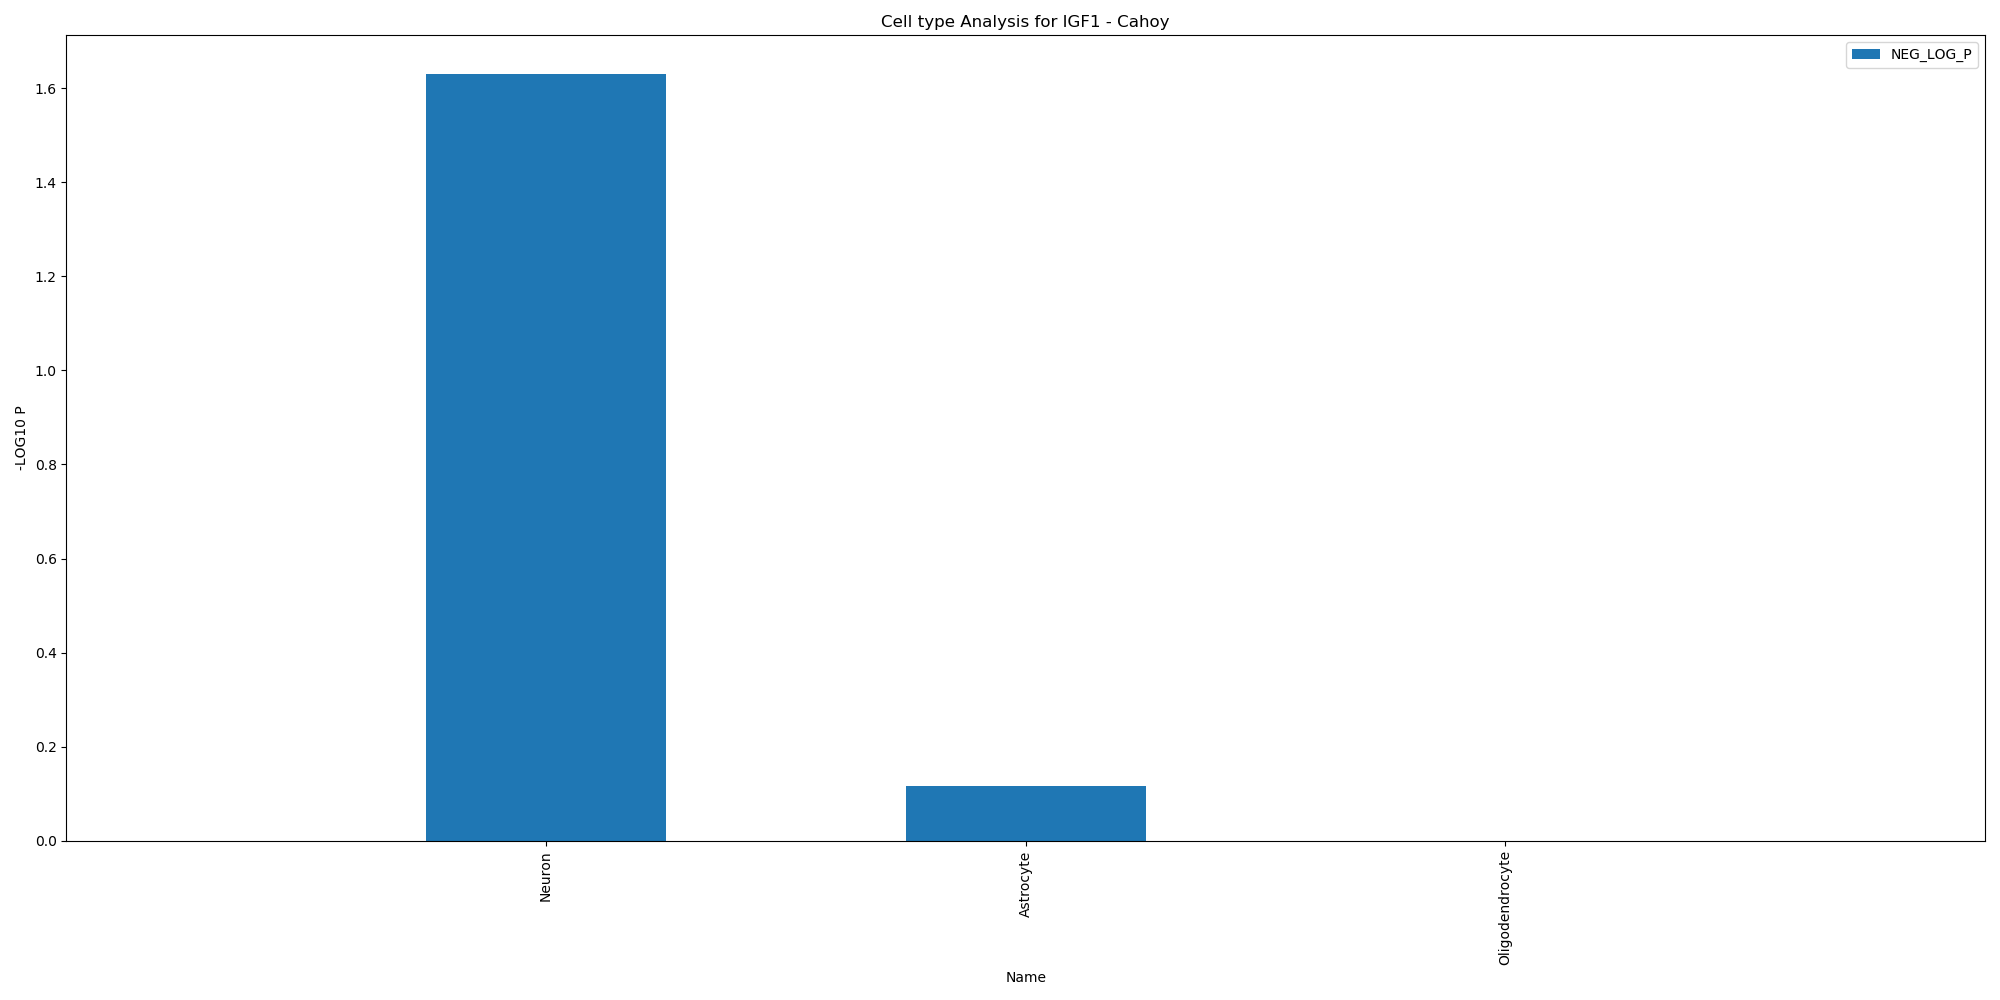 Cell type Analysis for IGF1 - Cahoy
NEG_LOG_P
1.6
1.4
1.2
1.0
0.8
0.6
0.4
0.2
0.0
-LOG10 P
Neuron
Astrocyte
Oligodendrocyte
Name